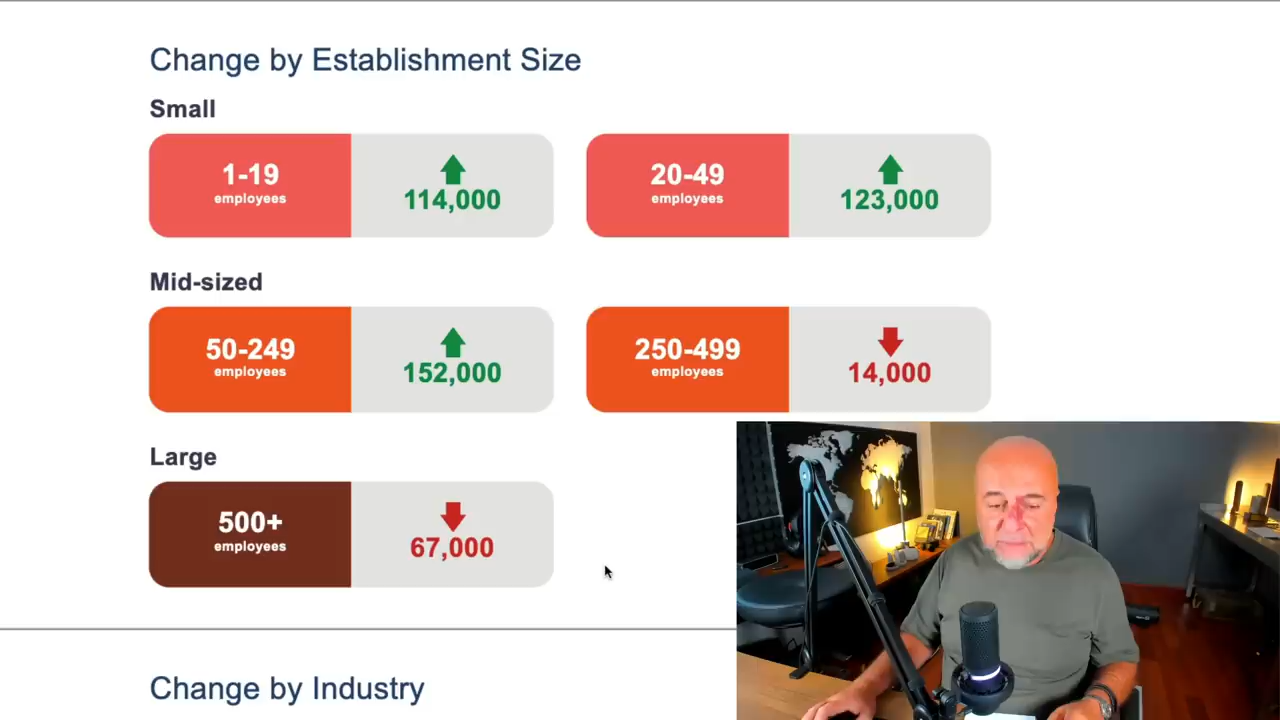 Change by Establishment Size
Small
1-19
employees
114,000
20-49
employees
123,000
Mid-sized
50-249
employees
152,000
250-499
employees
14,000
Large
500+
employees
67,000
Change by Industry